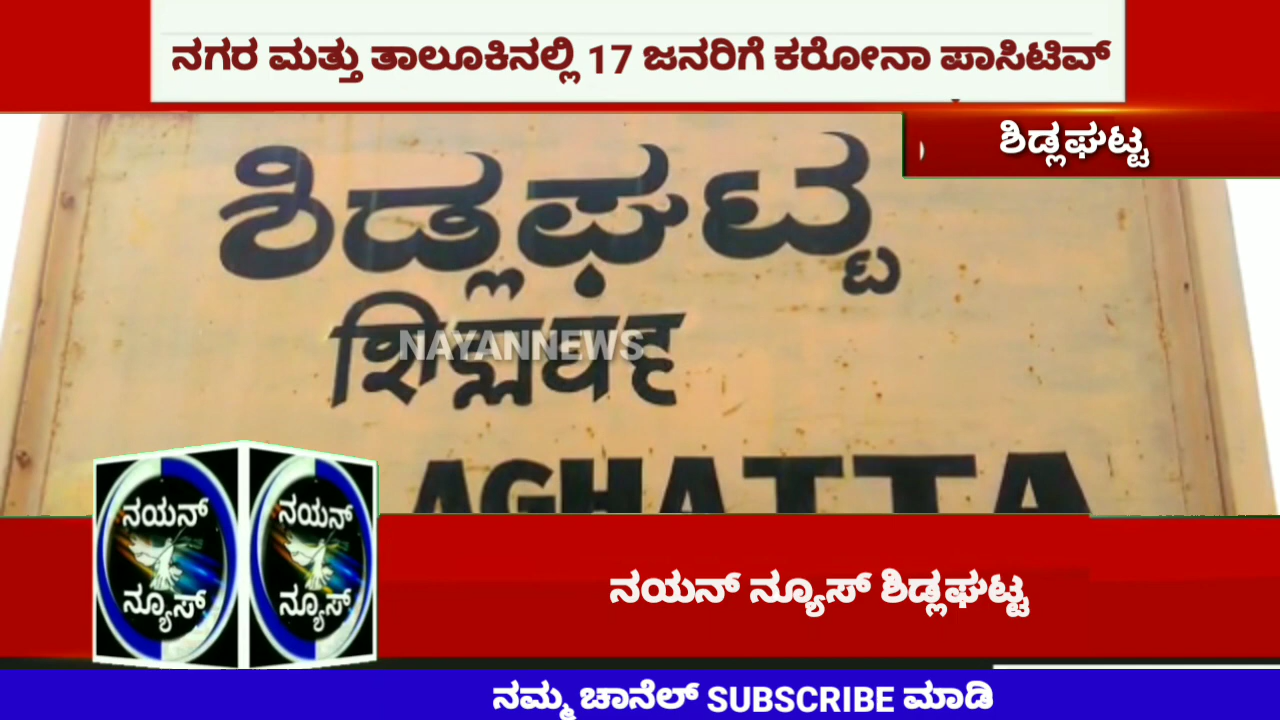 ನಗರ ಮತ್ತು ತಾಲೂಕಿನಲ್ಲಿ 17 ಜನರಿಗೆ ಕರೋನಾ ಪಾಸಿಟಿವ್
ಶಿಡ್ಲಘಟ್ಟ
ಶಿಡ್ಲಘಟ್ಟ
NAYANNEWS
AGHATTA
ನಯನ್ ನ್ಯೂಸ್
ನಯನ್ ನ್ಯೂಸ್
ನಯನ್ ನ್ಯೂಸ್ ಶಿಡ್ಲಘಟ್ಟ
ನಮ್ಮ ಚಾನೆಲ್ SUBSCRIBE ಮಾಡಿ